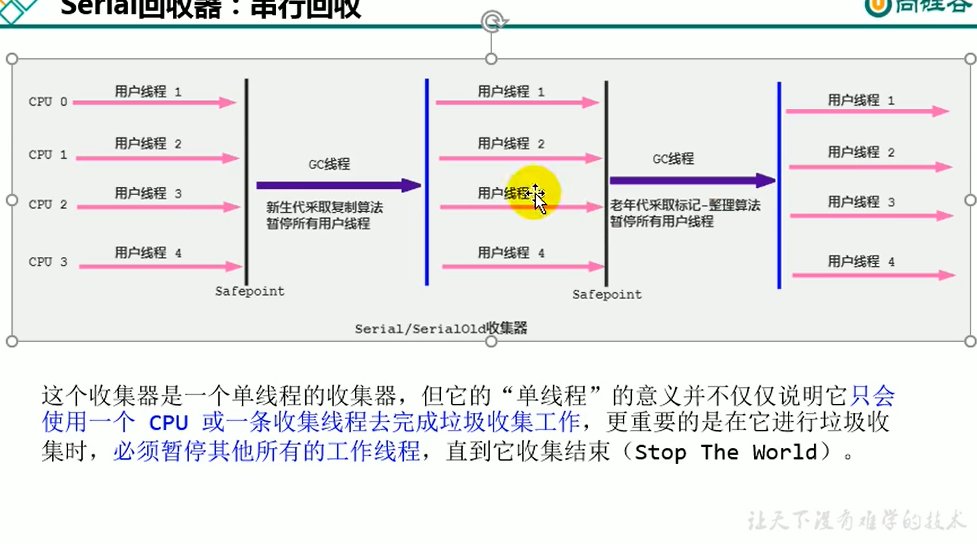 Serial回收器：串行回收
尚硅谷
CPU 0 用户线程 1 用户线程 1 用户线程 1
CPU 1 用户线程 2 用户线程 2 用户线程 2
GC线程 GC线程
CPU 2 用户线程 3 用户线程 用户线程 3
新生代采取复制算法 老年代采取标记-整理算法
暂停所有用户线程 暂停所有用户线程
CPU 3 用户线程 4 用户线程 4 用户线程 4
Safepoint Safepoint
Serial/SerialOld收集器
这个收集器是一个单线程的收集器，但它的“单线程”的意义并不仅仅说明它只会
使用一个 CPU 或一条收集线程去完成垃圾收集工作，更重要的是在它进行垃圾收
集时，必须暂停其他所有的工作线程，直到它收集结束（Stop The World）。
让天下没有难学的技术